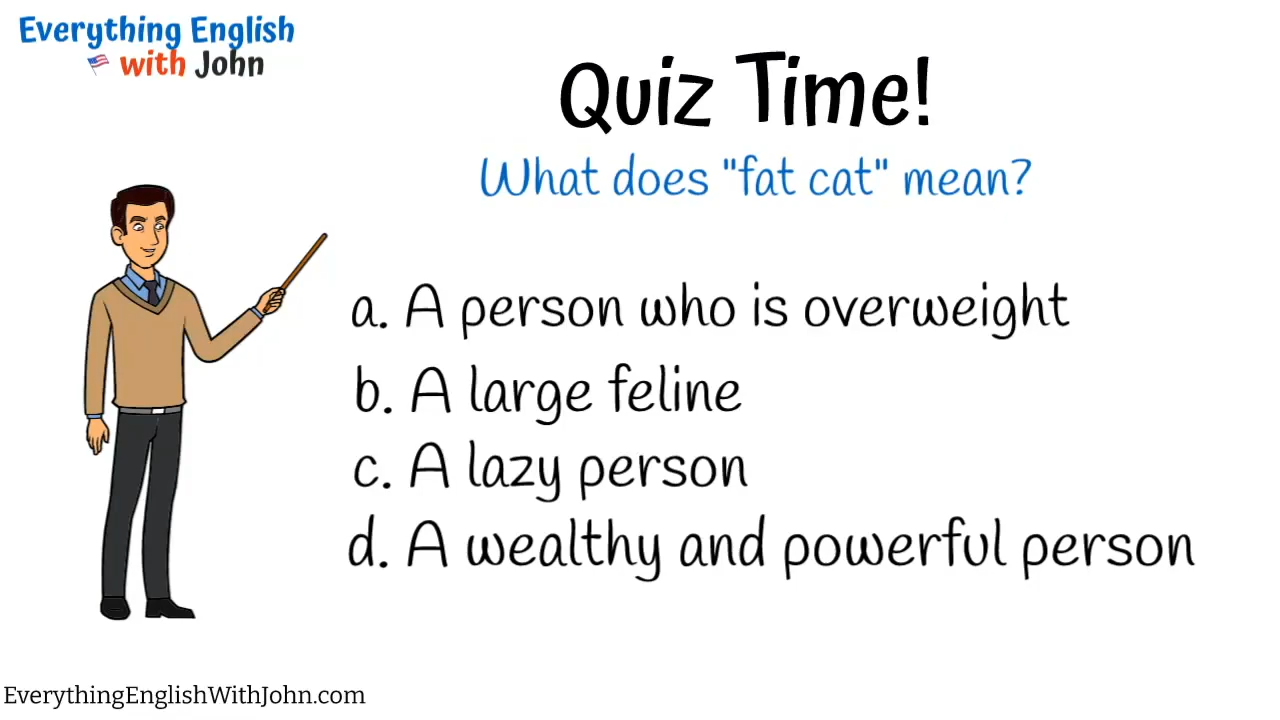 Everything English
with John
Quiz Time!
What does "fat cat" mean?
a. A person who is overweight
b. A large feline
c. A lazy person
d. A wealthy and powerful person
EverythingEnglishWithJohn.com